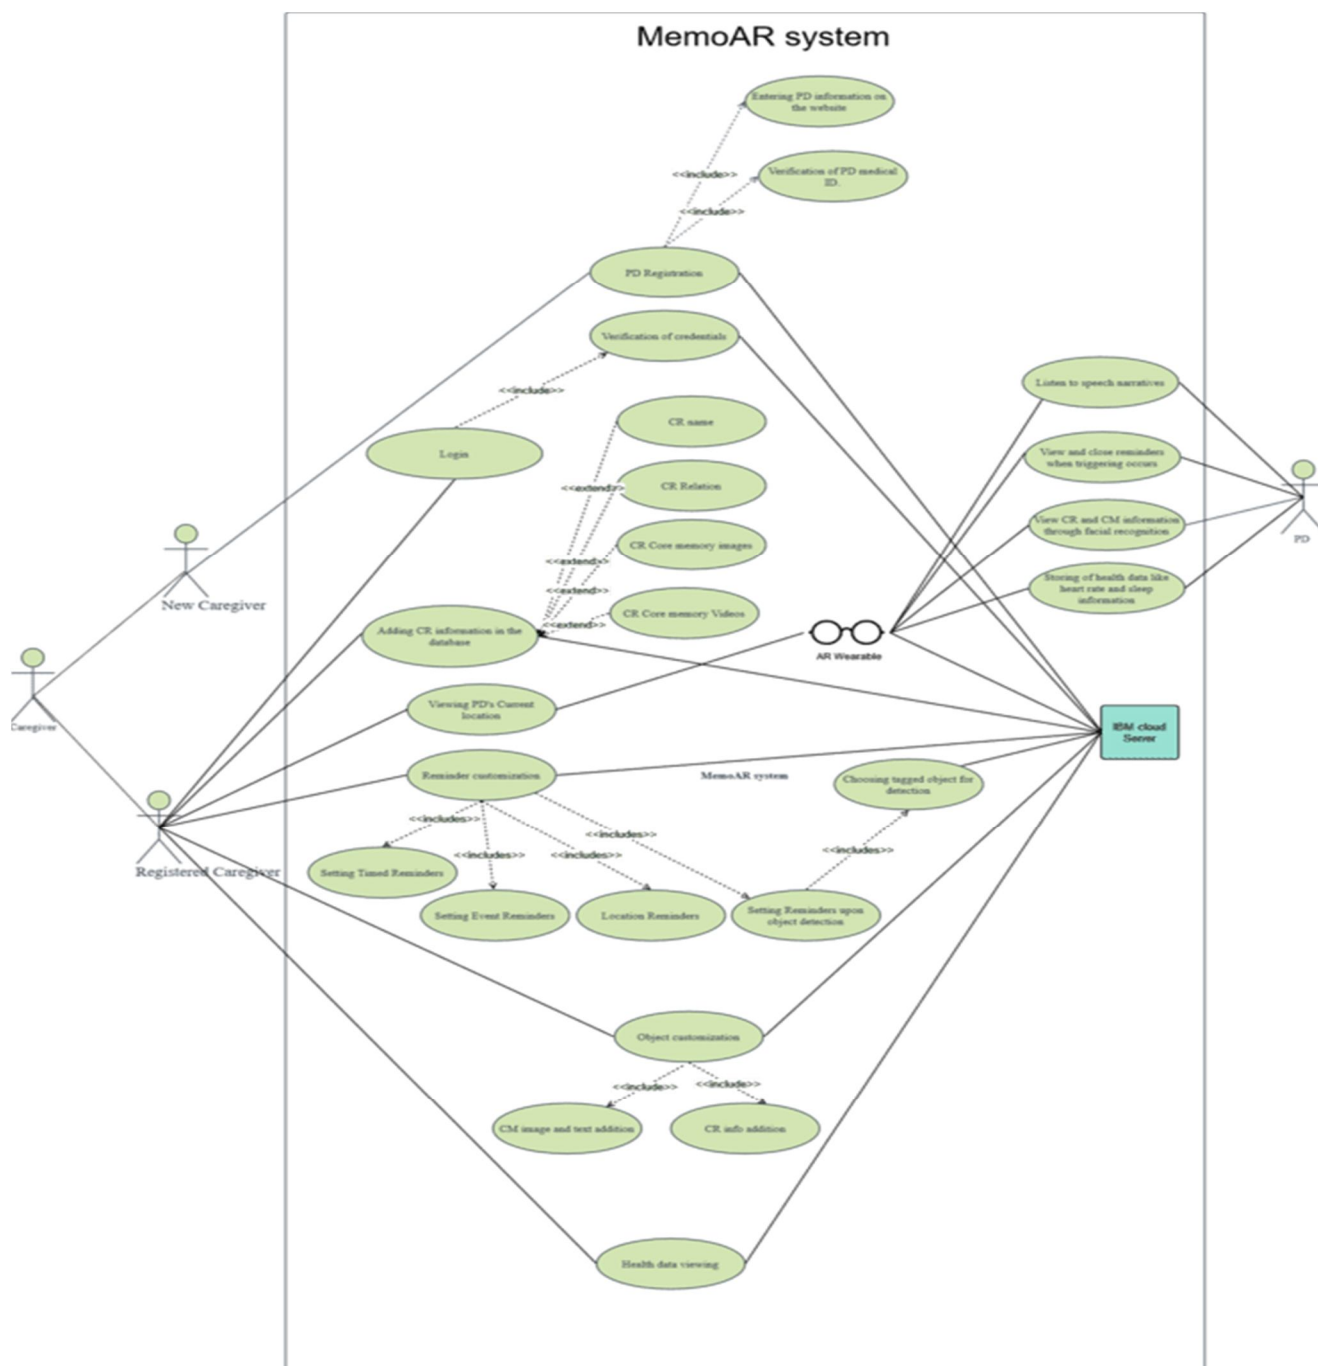 MemoAR system
Entering PD information on
the website
<<include>>
Verification of PD medical
ID.
<<include>>
PD Registration
Verification of credentials
<<include>>
Listen to speech narratives
CR name
Login
View and close reminders
when triggering occurs
<<extend>>
CR Relation
View CR and CM information
through facial recognition
PD
CR Core memory images
<<extend>>
Storing of health data like
heart rate and sleep
information
<<extend>>
New Caregiver
CR Core memory Videos
<<extend>>
Adding CR information in the
database
AR Wearable
Caregiver
Viewing PD's Current
location
IBM cloud
Server
Reminder customization
MemoAR system
Choosing tagged object for
detection
<<includes>>
<<includes>>
<<includes>>
<<includes>>
<<includes>>
Registered Caregiver
Setting Timed Reminders
Setting Event Reminders
Location Reminders
Setting Reminders upon
object detection
Object customization
<<include>>
<<include>>
CM image and text addition
CR info addition
Health data viewing